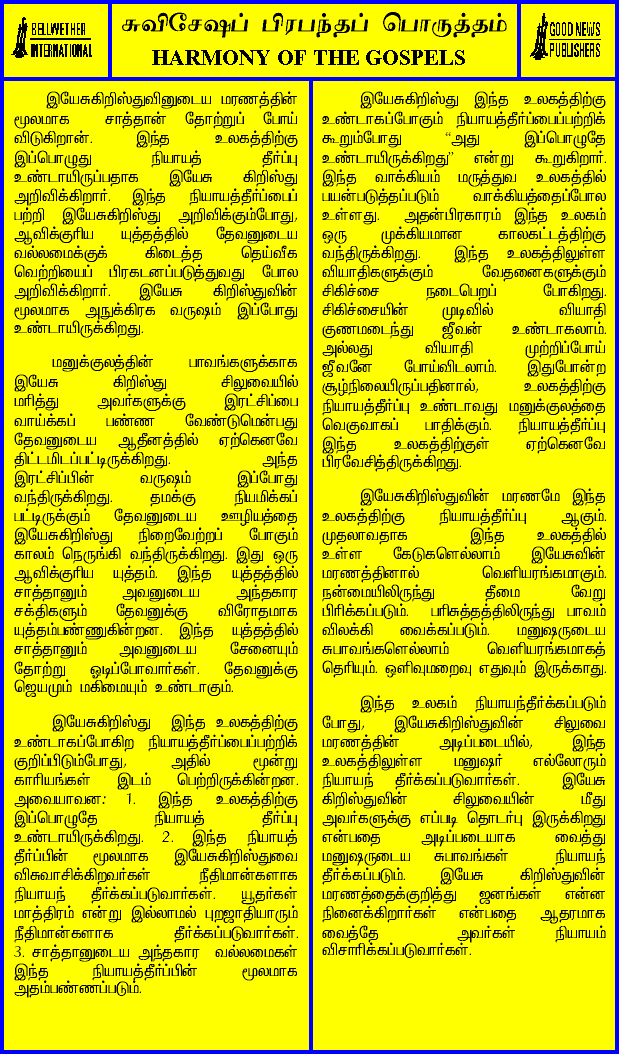 BELLWETHER
INTERNATIONAL
சுவிசேஷப் பிரபந்தப் பொருத்தம்
HARMONY OF THE GOSPELS
GOOD NEWS
PUBLISHERS
இயேசுகிறிஸ்துவினுடைய மரணத்தின்
மூலமாக சாத்தான் தோற்றுப் போய்
விடுகிறான். இந்த உலகத்திற்கு
இப்பொழுது நியாயத் தீர்ப்பு
உண்டாயிருப்பதாக இயேசு கிறிஸ்து
அறிவிக்கிறார். இந்த நியாயத்தீர்ப்பைப்
பற்றி இயேசுகிறிஸ்து அறிவிக்கும்போது,
ஆவிக்குரிய யுத்தத்தில் தேவனுடைய
வல்லமைக்குக் கிடைத்த தெய்வீக
வெற்றியைப் பிரகடனப்படுத்துவது போல
அறிவிக்கிறார். இயேசு கிறிஸ்துவின்
மூலமாக அநுக்கிரக வருஷம் இப்போது
உண்டாயிருக்கிறது.
மனுக்குலத்தின் பாவங்களுக்காக
இயேசு கிறிஸ்து சிலுவையில்
மரித்து அவர்களுக்கு இரட்சிப்பை
வாய்க்கப் பண்ண வேண்டுமென்பது
தேவனுடைய ஆதீனத்தில் ஏற்கெனவே
திட்டமிடப்பட்டிருக்கிறது. அந்த
இரட்சிப்பின் வருஷம் இப்போது
வந்திருக்கிறது. தமக்கு நியமிக்கப்
பட்டிருக்கும் தேவனுடைய ஊழியத்தை
இயேசுகிறிஸ்து நிறைவேற்றப் போகும்
காலம் நெருங்கி வந்திருக்கிறது. இது ஒரு
ஆவிக்குரிய யுத்தம். இந்த யுத்தத்தில்
சாத்தானும் அவனுடைய அந்தகார
சக்திகளும் தேவனுக்கு விரோதமாக
யுத்தம்பண்ணுகின்றன. இந்த யுத்தத்தில்
சாத்தானும் அவனுடைய சேனையும்
தோற்று ஓடிப்போவார்கள். தேவனுக்கு
ஜெயமும் மகிமையும் உண்டாகும்.
இயேசுகிறிஸ்து இந்த உலகத்திற்கு
உண்டாகப்போகிற நியாயத்தீர்ப்பைப்பற்றிக்
குறிப்பிடும்போது, அதில் மூன்று
காரியங்கள் இடம் பெற்றிருக்கின்றன.
அவையாவன: 1. இந்த உலகத்திற்கு
இப்பொழுதே நியாயத் தீர்ப்பு
உண்டாயிருக்கிறது. 2. இந்த நியாயத்
தீர்ப்பின் மூலமாக இயேசுகிறிஸ்துவை
விசுவாசிக்கிறவர்கள் நீதிமான்களாக
நியாயந் தீர்க்கப்படுவார்கள். யூதர்கள்
மாத்திரம் என்று இல்லாமல் புறஜாதியாரும்
நீதிமான்களாக தீர்க்கப்படுவார்கள்.
3. சாத்தானுடைய அந்தகார வல்லமைகள்
இந்த நியாயத்தீர்ப்பின் மூலமாக
அதம்பண்ணப்படும்.
இயேசுகிறிஸ்து இந்த உலகத்திற்கு
உண்டாகப்போகும் நியாயத்தீர்ப்பைப்பற்றிக்
கூறும்போது “அது இப்பொழுதே
உண்டாயிருக்கிறது” என்று கூறுகிறார்.
இந்த வாக்கியம் மருத்துவ உலகத்தில்
பயன்படுத்தப்படும் வாக்கியத்தைப்போல
உள்ளது. அதன்பிரகாரம் இந்த உலகம்
ஒரு முக்கியமான காலகட்டத்திற்கு
வந்திருக்கிறது. இந்த உலகத்திலுள்ள
வியாதிகளுக்கும் வேதனைகளுக்கும்
சிகிச்சை நடைபெறப் போகிறது.
சிகிச்சையின் முடிவில் வியாதி
குணமடைந்து ஜீவன் உண்டாகலாம்.
அல்லது வியாதி முற்றிப்போய்
ஜீவனே போய்விடலாம். இதுபோன்ற
சூழ்நிலையிருப்பதினால், உலகத்திற்கு
நியாயத்தீர்ப்பு உண்டாவது மனுக்குலத்தை
வெகுவாகப் பாதிக்கும். நியாயத்தீர்ப்பு
இந்த உலகத்திற்குள் ஏற்கெனவே
பிரவேசித்திருக்கிறது.
இயேசுகிறிஸ்துவின் மரணமே இந்த
உலகத்திற்கு நியாயத்தீர்ப்பு ஆகும்.
முதலாவதாக இந்த உலகத்தில்
உள்ள கேடுகளெல்லாம் இயேசுவின்
மரணத்தினால் வெளியரங்கமாகும்.
நன்மையிலிருந்து தீமை வேறு
பிரிக்கப்படும். பரிசுத்தத்திலிருந்து பாவம்
விலக்கி வைக்கப்படும். மனுஷருடைய
சுபாவங்களெல்லாம் வெளியரங்கமாகத்
தெரியும். ஒளிவுமறைவு எதுவும் இருக்காது.
இந்த உலகம் நியாயந்தீர்க்கப்படும்
போது, இயேசுகிறிஸ்துவின் சிலுவை
மரணத்தின் அடிப்படையில், இந்த
உலகத்திலுள்ள மனுஷர் எல்லோரும்
நியாயந் தீர்க்கப்படுவார்கள். இயேசு
கிறிஸ்துவின் சிலுவையின் மீது
அவர்களுக்கு எப்படி தொடர்பு இருக்கிறது
என்பதை அடிப்படையாக வைத்து
மனுஷருடைய சுபாவங்கள் நியாயந்
தீர்க்கப்படும். இயேசு கிறிஸ்துவின்
மரணத்தைக்குறித்து ஜனங்கள் என்ன
நினைக்கிறார்கள் என்பதை ஆதாரமாக
வைத்தே அவர்கள் நியாயம்
விசாரிக்கப்படுவார்கள்.